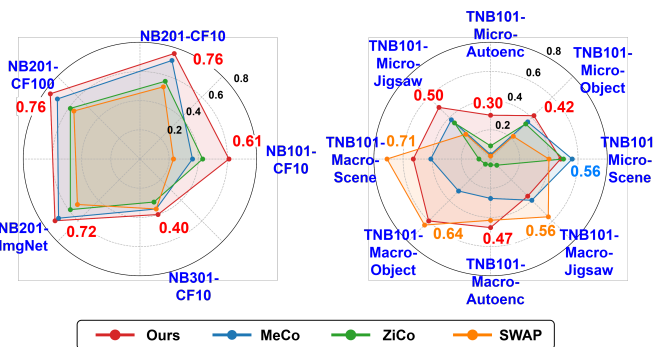 NB201-CF10
0.76
NB201-
CF100
0.76
0.8
0.6
0.4
0.2
0.61
NB101-
CF10
NB201-
ImgNet
0.72
0.40
NB301-
CF10
TNB101-
Micro-
Autoenc
TNB101-
Micro-
Jigsaw
0.8
0.6
0.4
0.2
TNB101-
Micro-
Object
0.50
0.30
0.42
TNB101-
Macro-
Scene
0.71
TNB101
Micro-
Scene
0.56
TNB101-
Macro-
Object
0.64
0.47
0.56
TNB101-
Macro-
Jigsaw
TNB101-
Macro-
Autoenc
Ours
MeCo
ZiCo
SWAP